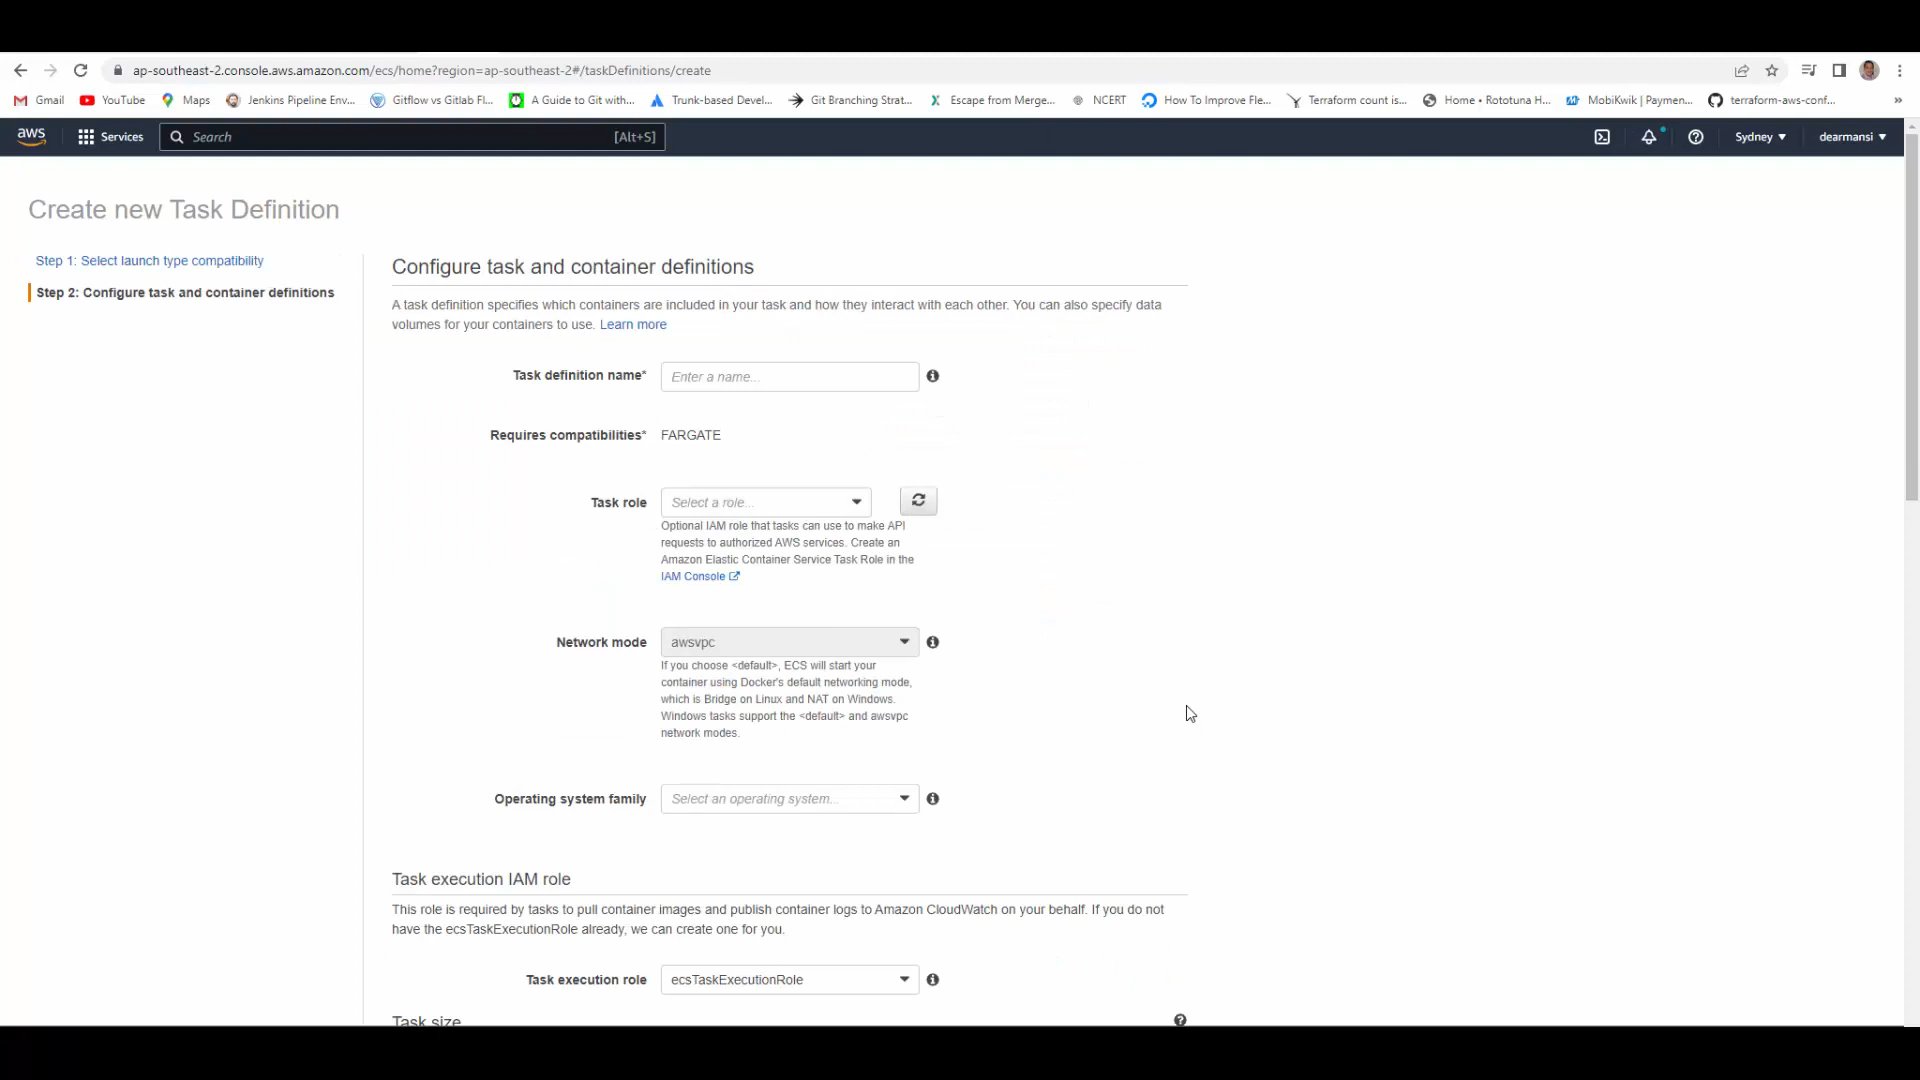 ap-southeast-2.console.aws.amazon.com/ecs/home?region=ap-southeast-2#/taskDefinitions/create
Gmail YouTube Maps Jenkins Pipeline Env... Gitflow vs Gitlab Fl... A Guide to Git with... Trunk-based Devel... Git Branching Strat... Escape from Merge... NCERT How To Improve Fle... Terraform count is... Home • Rototuna H... MobiKwik | Paymen... terraform-aws-conf... »
aws Services Search [Alt+S] Sydney dearmansi
Create new Task Definition
Step 1: Select launch type compatibility
Step 2: Configure task and container definitions
Configure task and container definitions
A task definition specifies which containers are included in your task and how they interact with each other. You can also specify data
volumes for your containers to use. Learn more
Task definition name* Enter a name...
Requires compatibilities* FARGATE
Task role Select a role...
Optional IAM role that tasks can use to make API
requests to authorized AWS services. Create an
Amazon Elastic Container Service Task Role in the
IAM Console
Network mode awsvpc
If you choose <default>, ECS will start your
container using Docker's default networking mode,
which is Bridge on Linux and NAT on Windows.
Windows tasks support the <default> and awsvpc
network modes.
Operating system family Select an operating system...
Task execution IAM role
This role is required by tasks to pull container images and publish container logs to Amazon CloudWatch on your behalf. If you do not
have the ecsTaskExecutionRole already, we can create one for you.
Task execution role ecsTaskExecutionRole
Task size